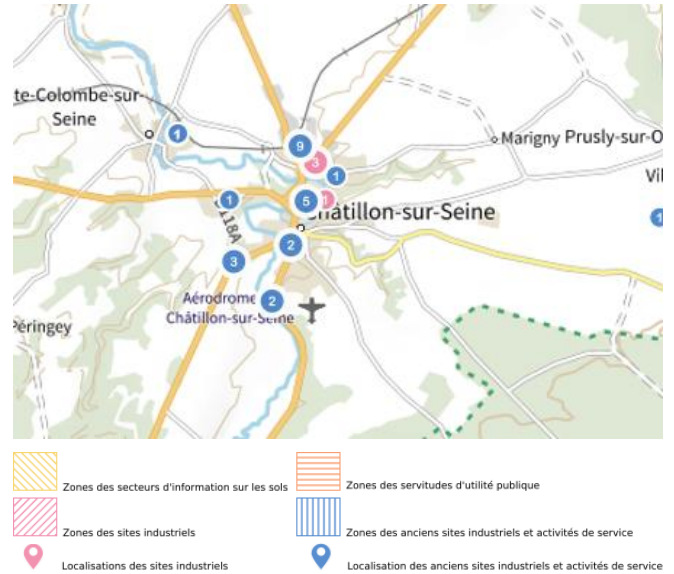 te-Colombe-sur-
Seine
1
9
3
1
Marigny Prusly-sur-O
Vil
1
1
5
1
Châtillon-sur-Seine
D118A
2
3
2
Aérodrome
Châtillon-sur-Seine
Péringey
1
Zones des secteurs d'information sur les sols
Zones des servitudes d'utilité publique
Zones des sites industriels
Zones des anciens sites industriels et activités de service
Localisations des sites industriels
Localisation des anciens sites industriels et activités de service